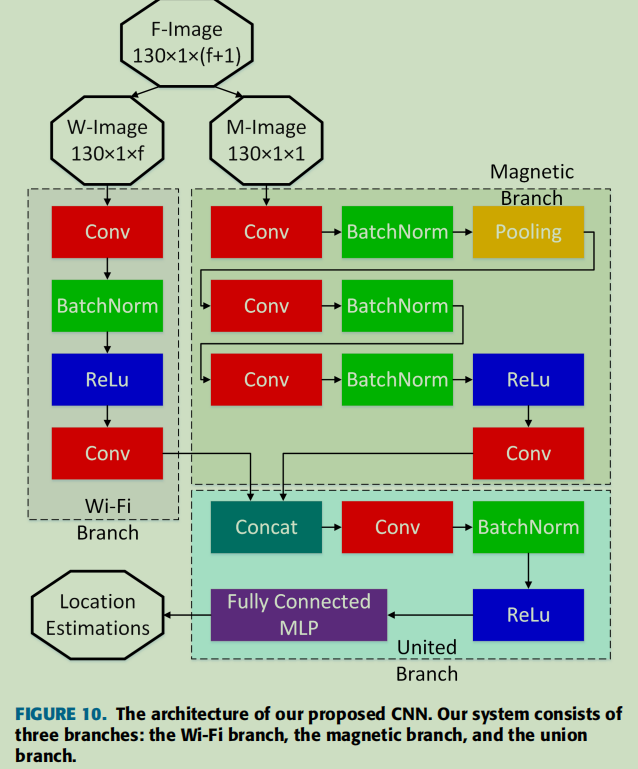 F-Image
130×1×(f+1)
W-Image
130×1×f
M-Image
130×1×1
Magnetic
Branch
Conv
Conv
BatchNorm
Pooling
BatchNorm
Conv
BatchNorm
ReLu
Conv
BatchNorm
ReLu
Conv
Conv
Wi-Fi
Branch
Concat
Conv
BatchNorm
Location
Estimations
Fully Connected
MLP
ReLu
United
Branch
FIGURE 10. The architecture of our proposed CNN. Our system consists of
three branches: the Wi-Fi branch, the magnetic branch, and the union
branch.